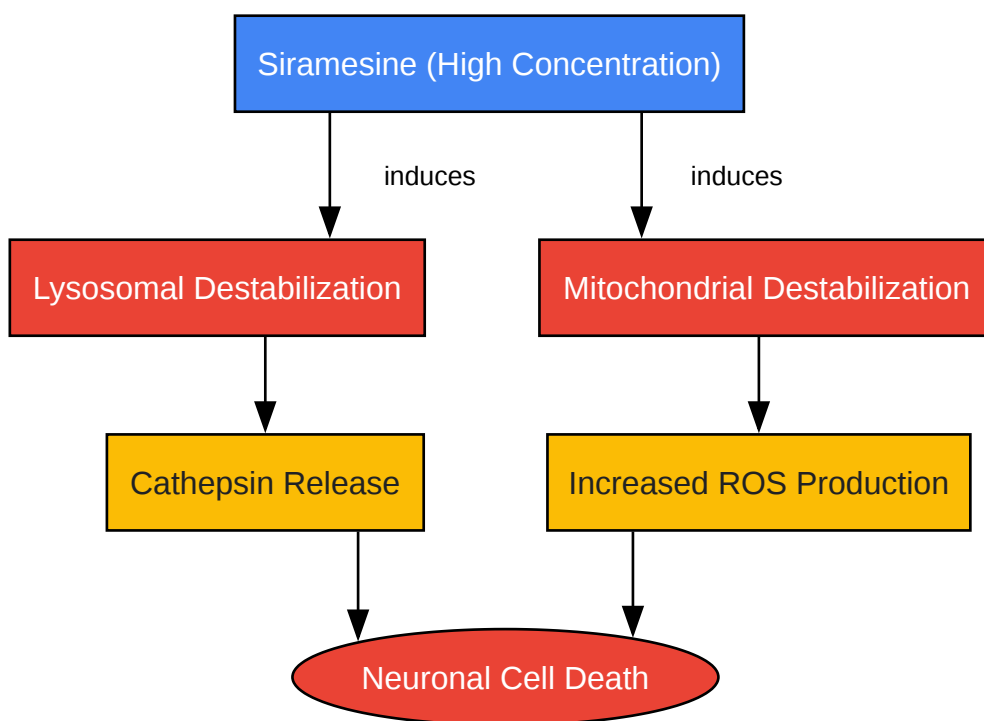 Siramesine (High Concentration)
induces
induces
Lysosomal Destabilization
Mitochondrial Destabilization
Cathepsin Release
Increased ROS Production
Neuronal Cell Death